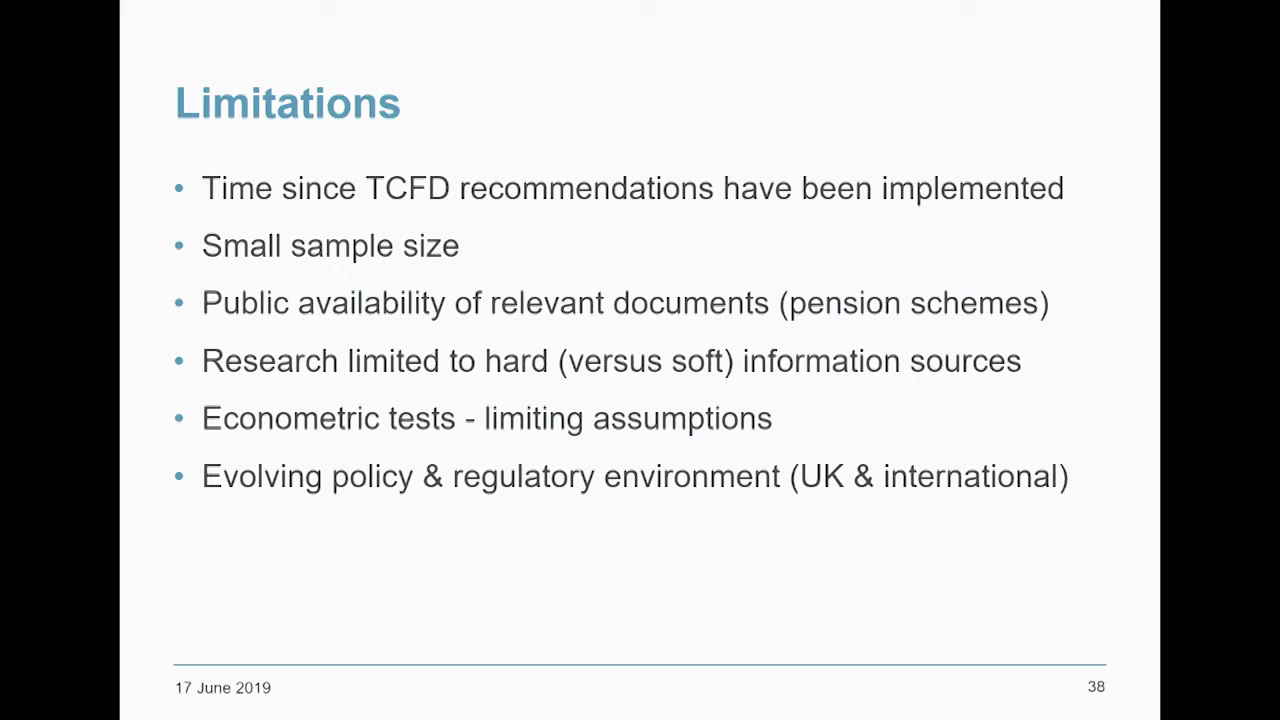 Limitations
• Time since TCFD recommendations have been implemented
• Small sample size
• Public availability of relevant documents (pension schemes)
• Research limited to hard (versus soft) information sources
• Econometric tests - limiting assumptions
• Evolving policy & regulatory environment (UK & international)
17 June 2019
38